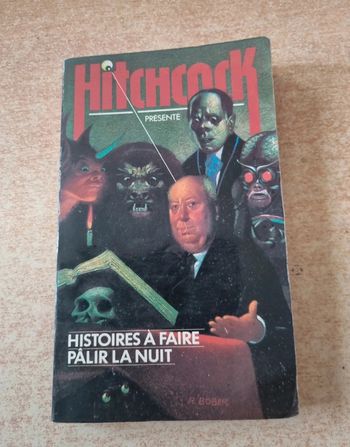 Hitchcock
PRÉSENTE
HISTOIRES À FAIRE
PÂLIR LA NUIT